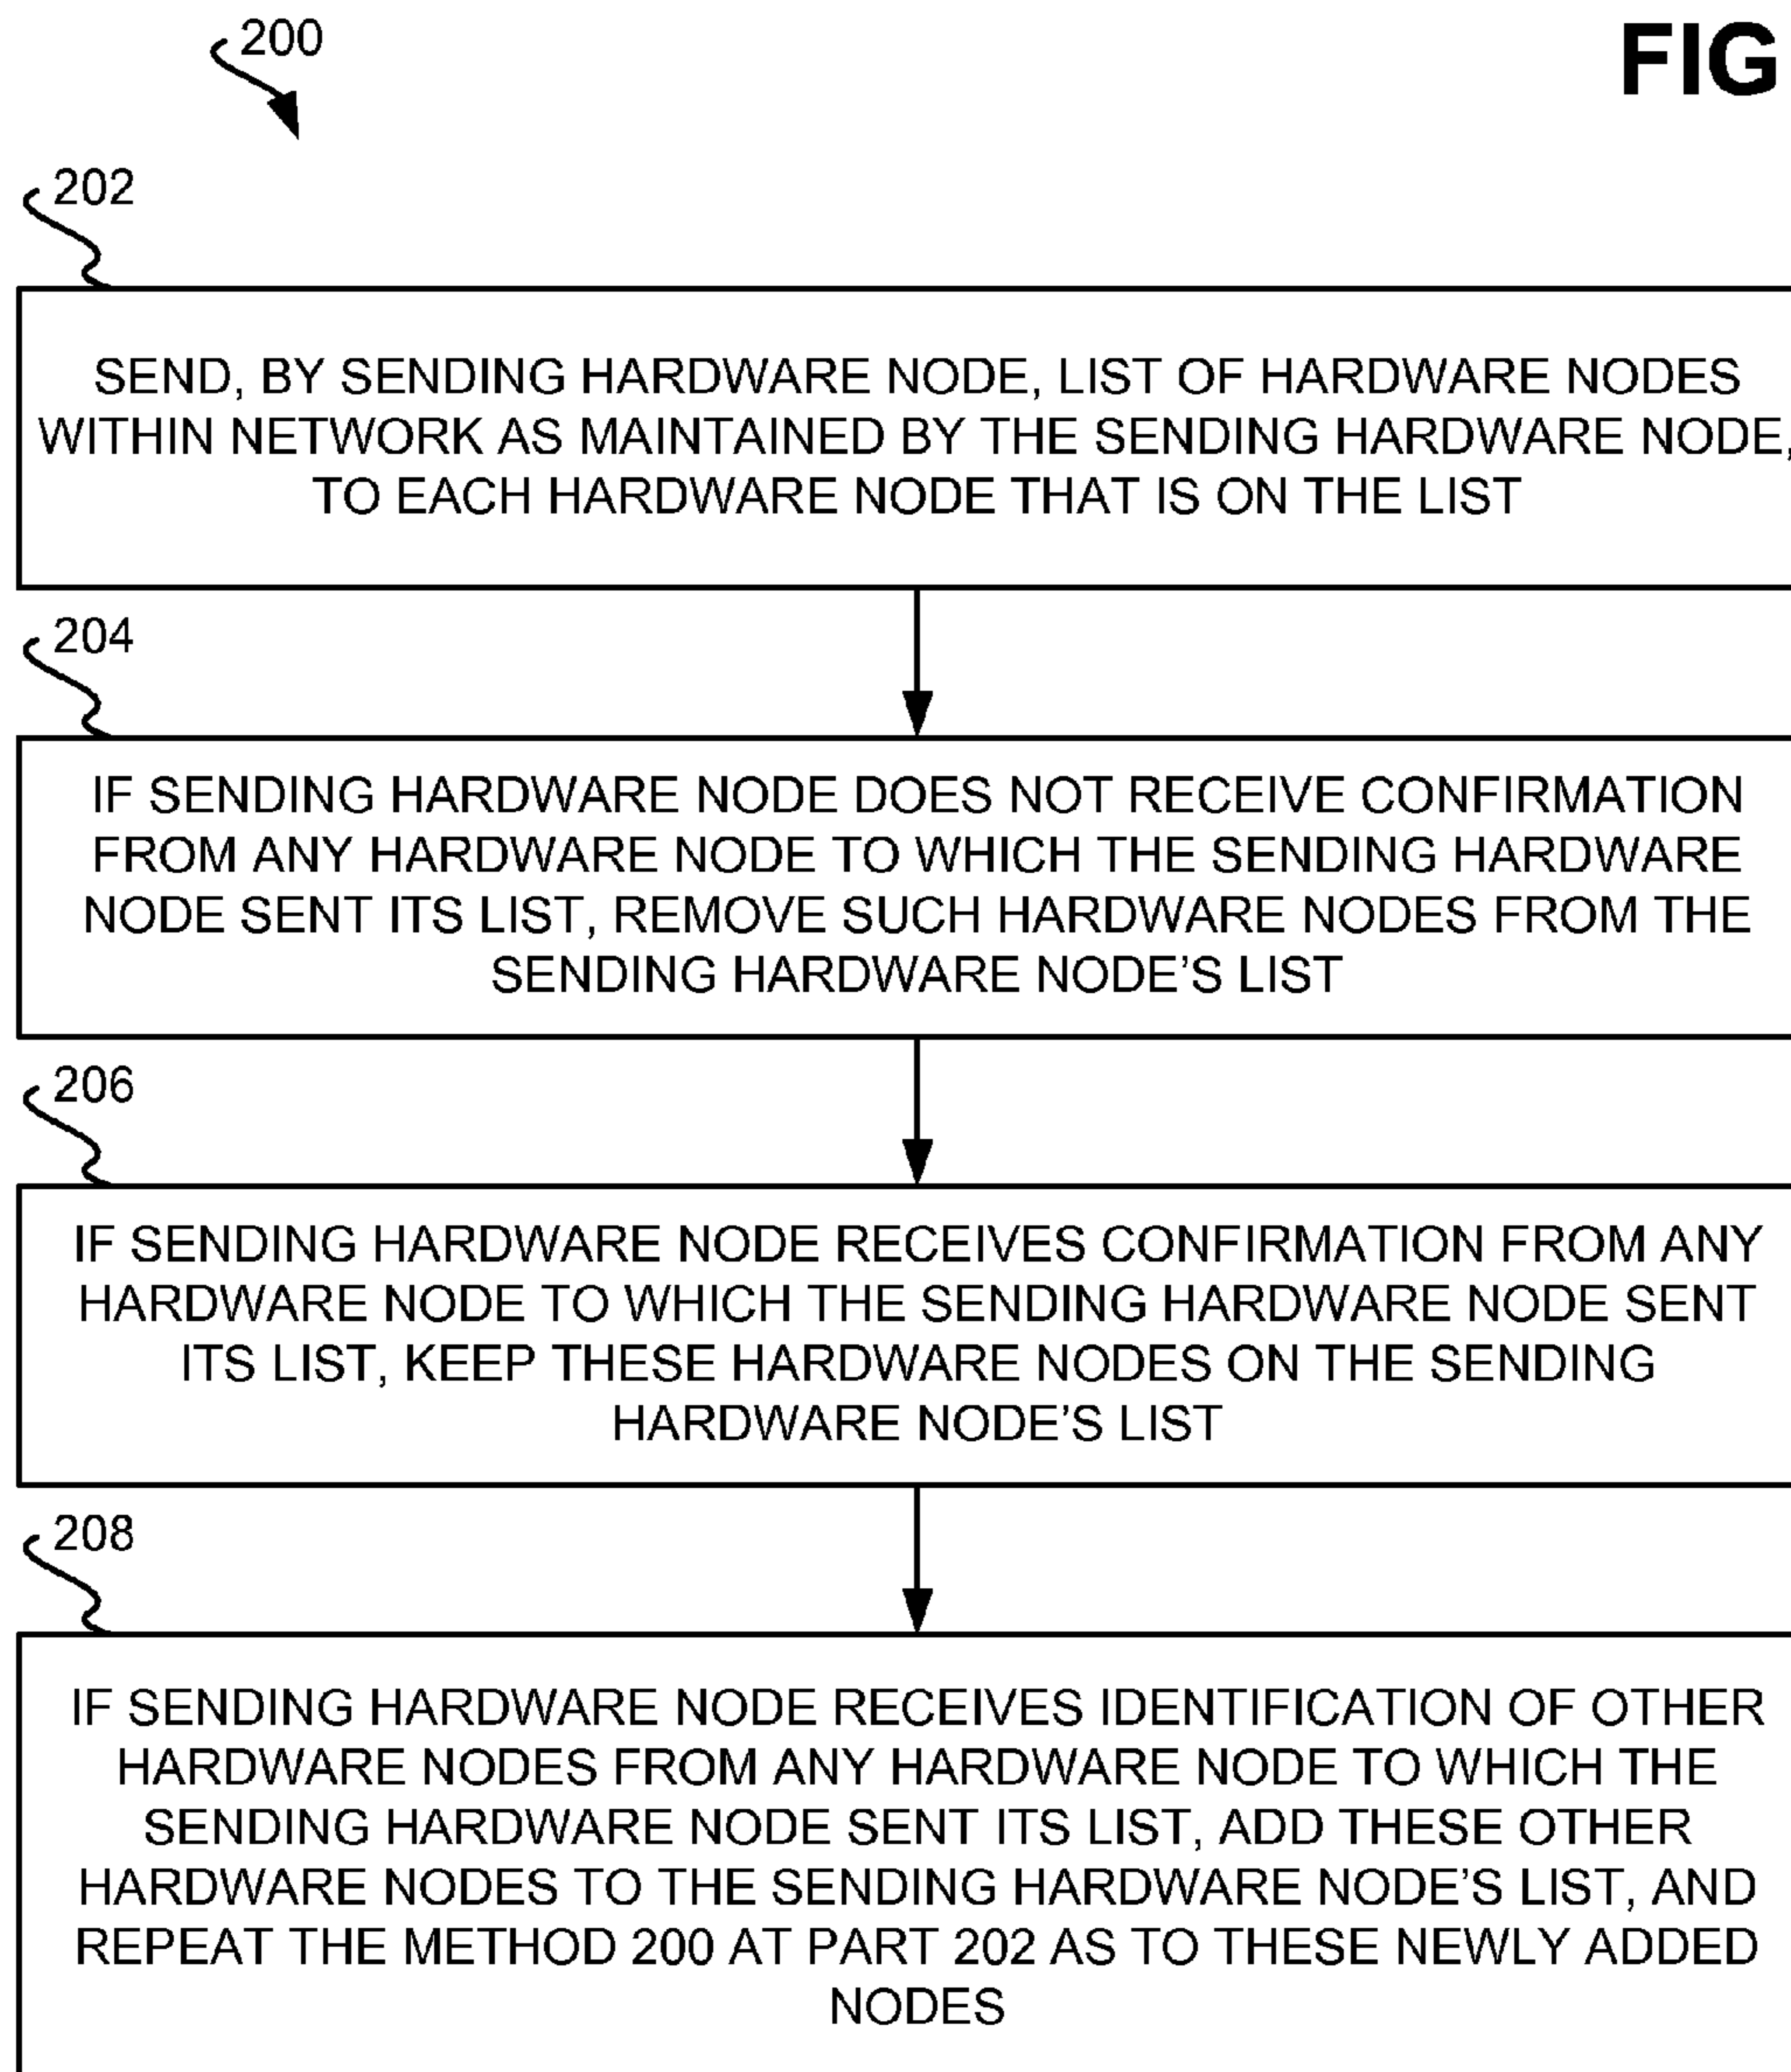 200
FIG
202
SEND, BY SENDING HARDWARE NODE, LIST OF HARDWARE NODES
WITHIN NETWORK AS MAINTAINED BY THE SENDING HARDWARE NODE,
TO EACH HARDWARE NODE THAT IS ON THE LIST
204
IF SENDING HARDWARE NODE DOES NOT RECEIVE CONFIRMATION
FROM ANY HARDWARE NODE TO WHICH THE SENDING HARDWARE
NODE SENT ITS LIST, REMOVE SUCH HARDWARE NODES FROM THE
SENDING HARDWARE NODE'S LIST
206
IF SENDING HARDWARE NODE RECEIVES CONFIRMATION FROM ANY
HARDWARE NODE TO WHICH THE SENDING HARDWARE NODE SENT
ITS LIST, KEEP THESE HARDWARE NODES ON THE SENDING
HARDWARE NODE'S LIST
208
IF SENDING HARDWARE NODE RECEIVES IDENTIFICATION OF OTHER
HARDWARE NODES FROM ANY HARDWARE NODE TO WHICH THE
SENDING HARDWARE NODE SENT ITS LIST, ADD THESE OTHER
HARDWARE NODES TO THE SENDING HARDWARE NODE'S LIST, AND
REPEAT THE METHOD 200 AT PART 202 AS TO THESE NEWLY ADDED
NODES